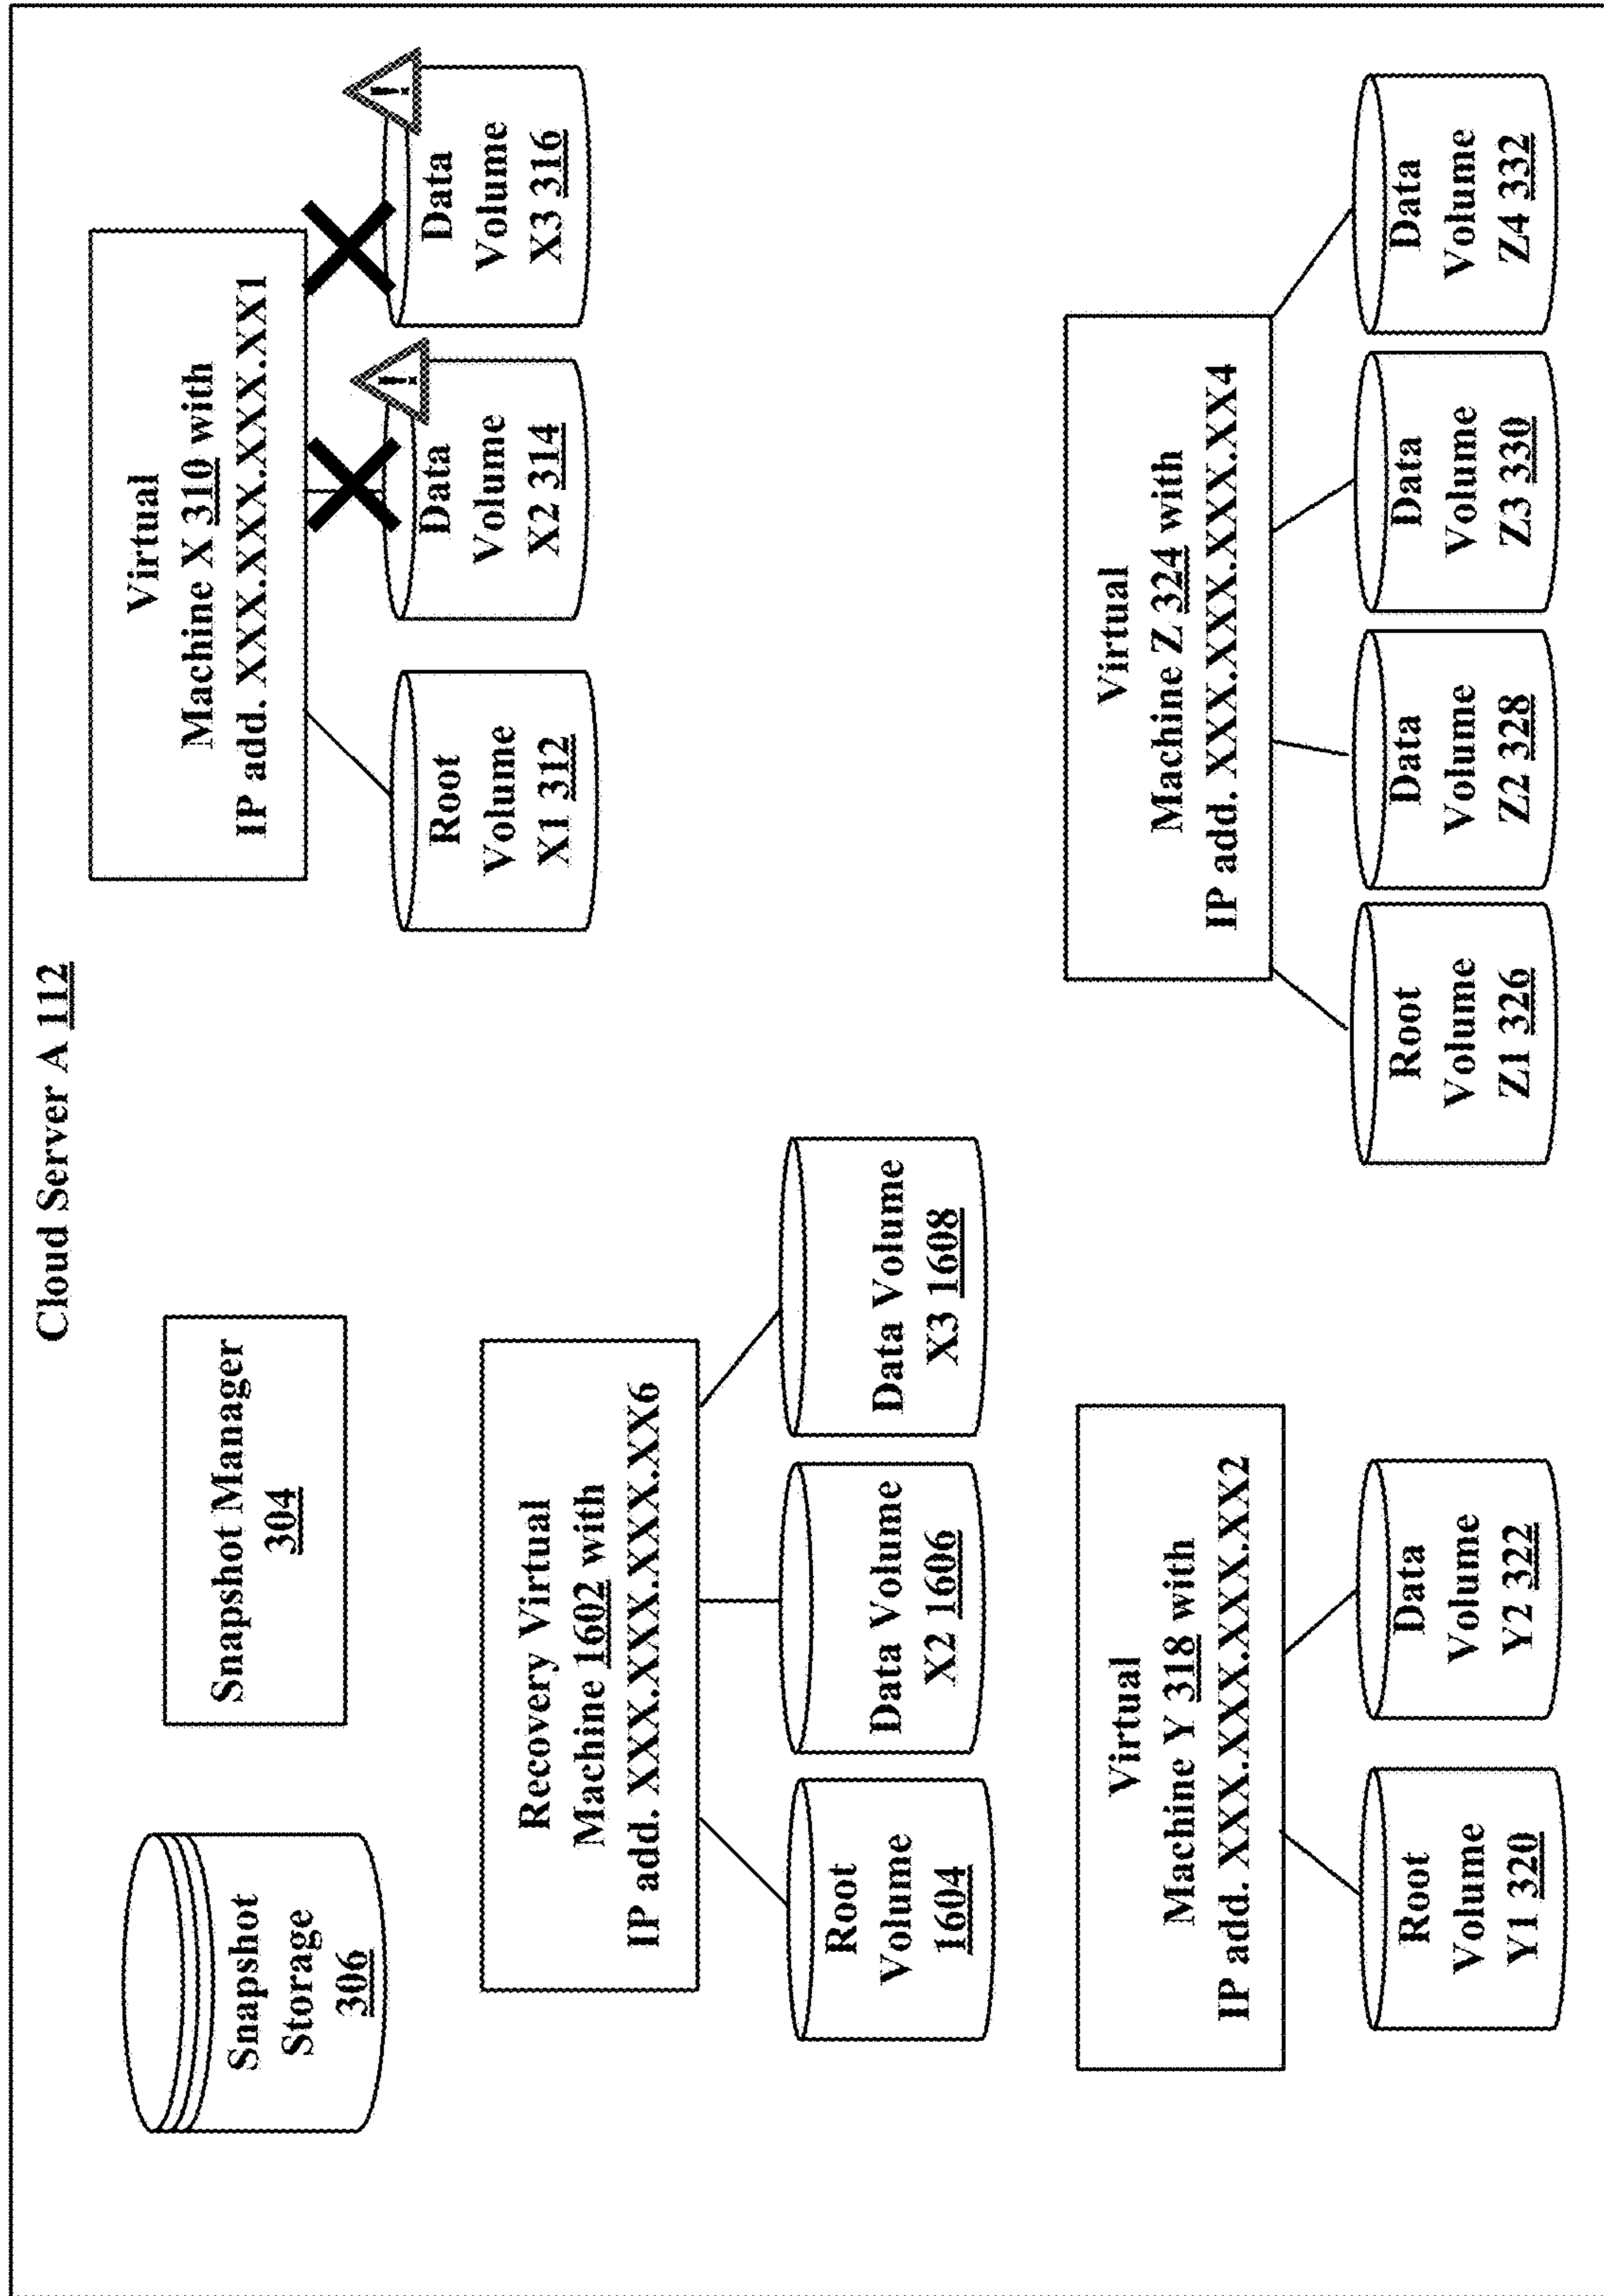 Cloud Server A 112
Snapshot
Storage
306
Snapshot Manager
304
Virtual
Machine X 310 with
IP add. XXX.XXX.XXX.XX1
Root
Volume
X1 312
Data
Volume
X2 314
Data
Volume
X3 316
Recovery Virtual
Machine 1602 with
IP add. XXX.XXX.XXX.XX6
Root
Volume
1604
Data Volume
X2 1606
Data Volume
X3 1608
Virtual
Machine Y 318 with
IP add. XXX.XXX.XXX.XX2
Root
Volume
Y1 320
Data
Volume
Y2 322
Virtual
Machine Z 324 with
IP add. XXX.XXX.XXX.XX4
Root
Volume
Z1 326
Data
Volume
Z2 328
Data
Volume
Z3 330
Data
Volume
Z4 332